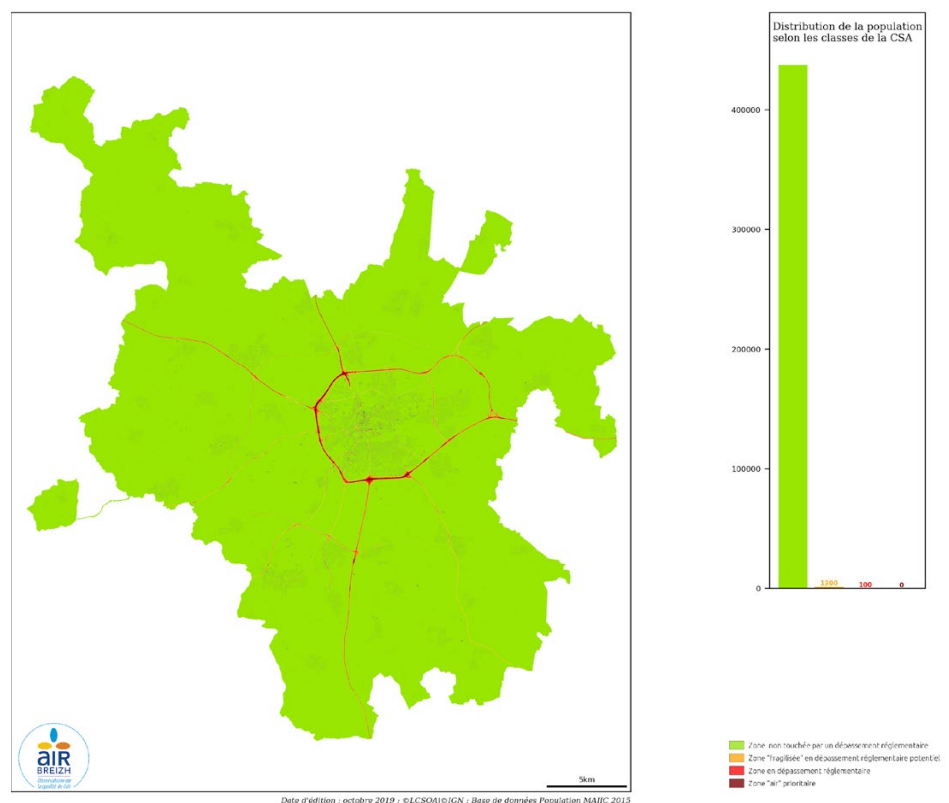 Distribution de la population
selon les classes de la CSA
400000
300000
200000
100000
0
1300
100
0
Zone non touchée par un dépassement réglementaire
Zone "fragilisée" en dépassement réglementaire potentiel
Zone en dépassement réglementaire
Zone "air" prioritaire
aiR
BREIZH
5km
Date d'édition : octobre 2019 : ©LCSQA|©IGN : Base de données Population MAJIC 2015